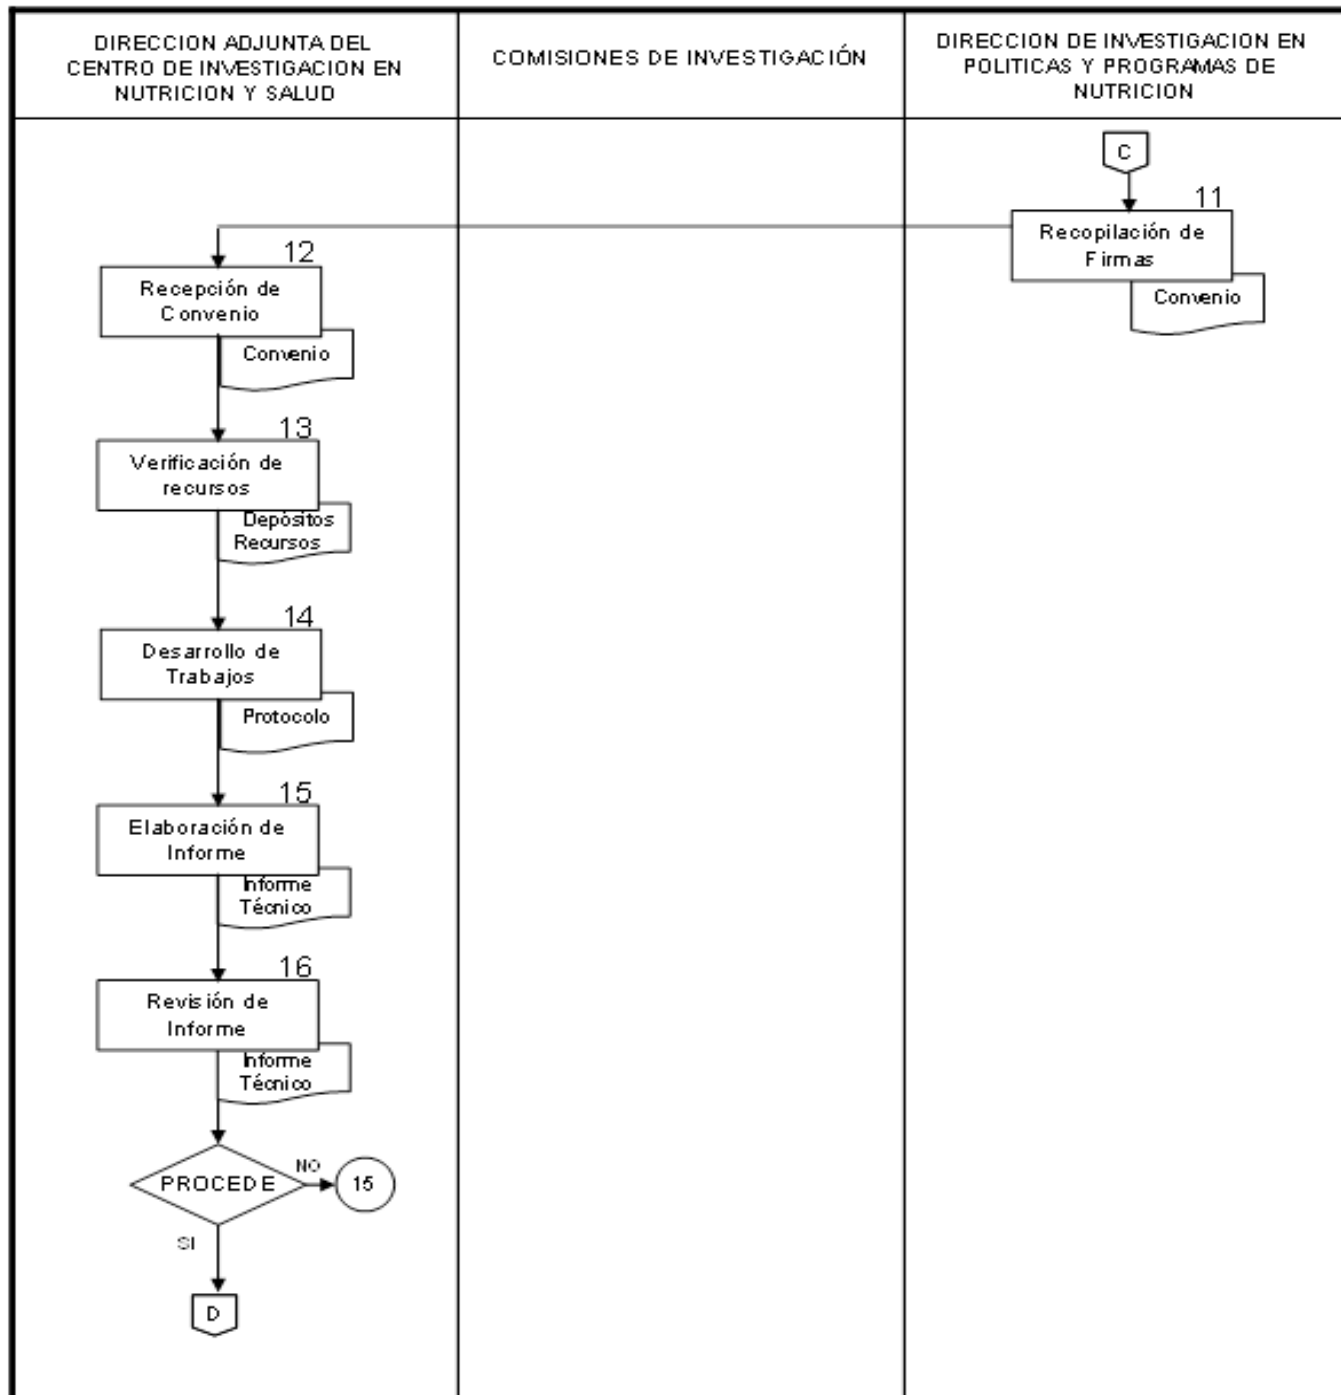 DIRECCION ADJUNTA DEL
CENTRO DE INVESTIGACION EN
NUTRICION Y SALUD
COMISIONES DE INVESTIGACIÓN
DIRECCION DE INVESTIGACION EN
POLITICAS Y PROGRAMAS DE
NUTRICION
C
11
Recopilación de
Firmas
Convenio
12
Recepción de
Convenio
Convenio
13
Verificación de
recursos
Depósitos
Recursos
14
Desarrollo de
Trabajos
Protocolo
15
Elaboración de
Informe
Informe
Técnico
16
Revisión de
Informe
Informe
Técnico
PROCEDE
NO
15
SI
D